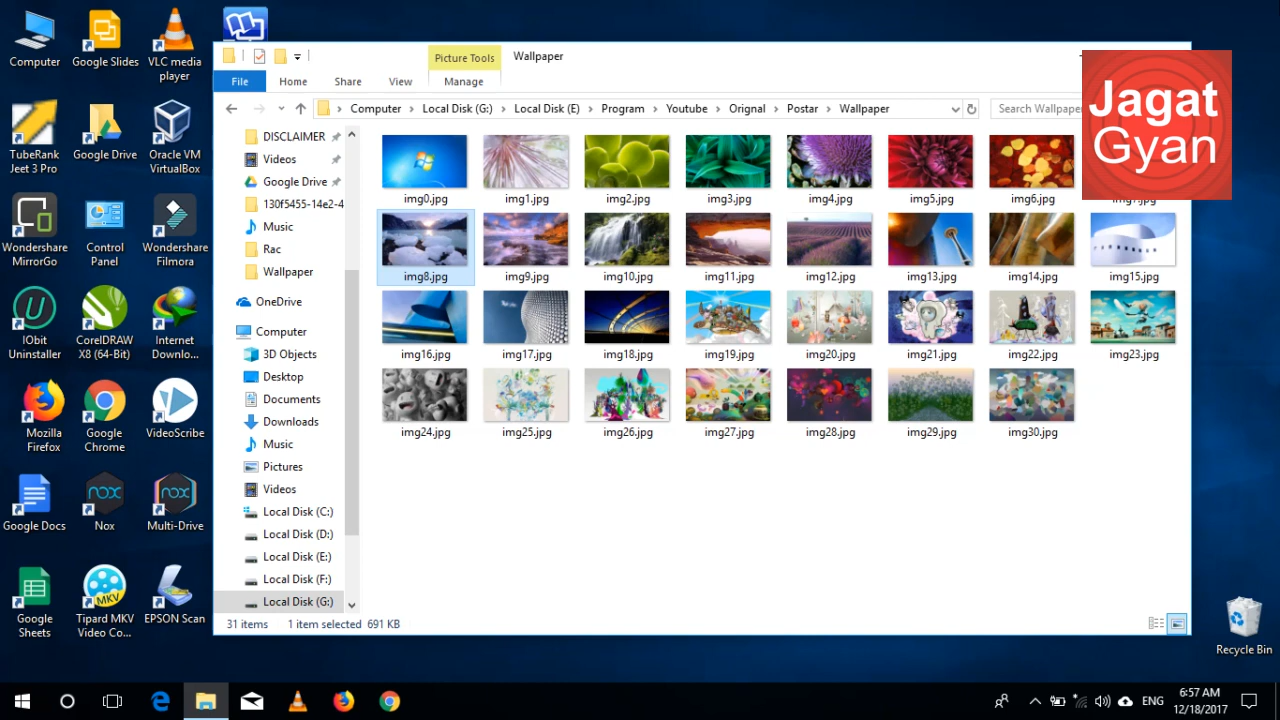 Computer
Google Slides
VLC media
player
TubeRank
Jeet 3 Pro
Google Drive
Oracle VM
VirtualBox
Wondershare
MirrorGo
Control
Panel
Wondershare
Filmora
IObit
Uninstaller
CorelDRAW
X8 (64-Bit)
Internet
Downlo...
Mozilla
Firefox
Google
Chrome
VideoScribe
Google Docs
Nox
Multi-Drive
Google
Sheets
Tipard MKV
Video Co...
EPSON Scan
MKV
nox
nox
Picture Tools
Wallpaper
File
Home
Share
View
Manage
Computer
Local Disk (G:)
Local Disk (E)
Program
Youtube
Orignal
Postar
Wallpaper
Search Wallpape
Jagat
Gyan
DISCLAIMER
Videos
Google Drive
130f5455-14e2-4
Music
Rac
Wallpaper
OneDrive
Computer
3D Objects
Desktop
Documents
Downloads
Music
Pictures
Videos
Local Disk (C:)
Local Disk (D:)
Local Disk (E:)
Local Disk (F:)
Local Disk (G:)
img0.jpg
img1.jpg
img2.jpg
img3.jpg
img4.jpg
img5.jpg
img6.jpg
img8.jpg
img9.jpg
img10.jpg
img11.jpg
img12.jpg
img13.jpg
img14.jpg
img15.jpg
img16.jpg
img17.jpg
img18.jpg
img19.jpg
img20.jpg
img21.jpg
img22.jpg
img23.jpg
img24.jpg
img25.jpg
img26.jpg
img27.jpg
img28.jpg
img29.jpg
img30.jpg
31 items
1 item selected 691 KB
Recycle Bin
ENG
6:57 AM
12/18/2017